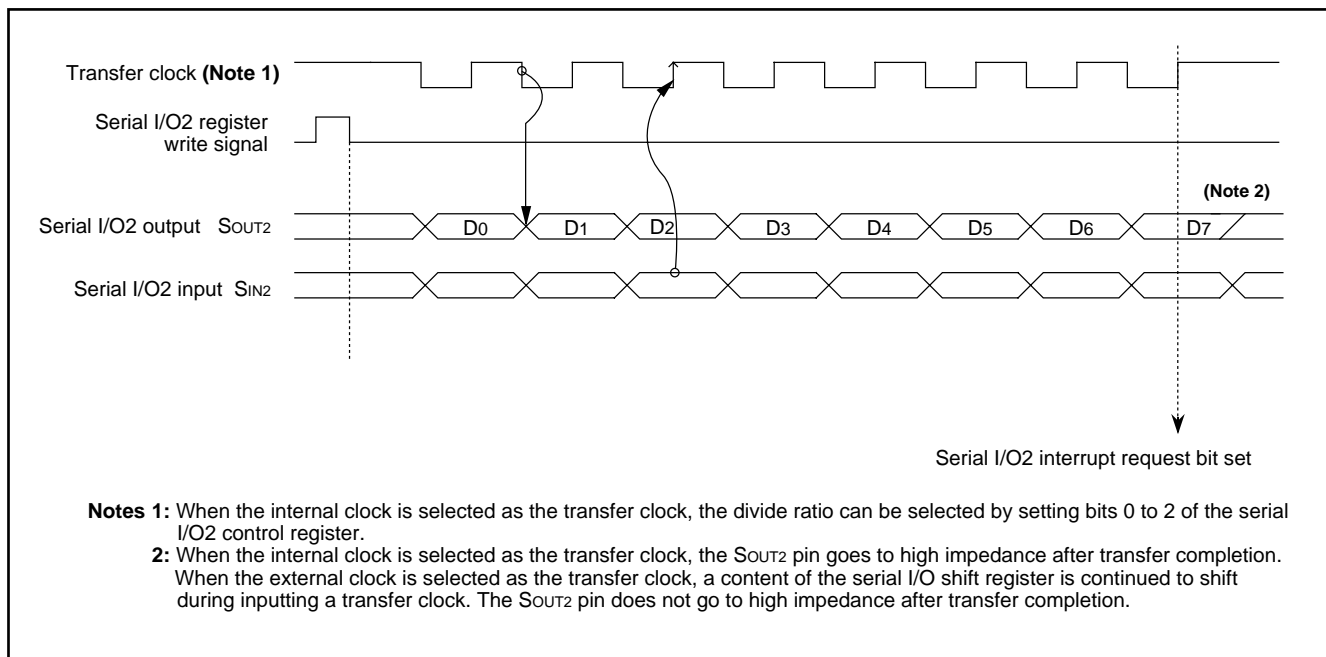 Transfer clock (Note 1)
Serial I/O2 register
write signal
(Note 2)
Serial I/O2 output SOUT2
D0 D1 D2 D3 D4 D5 D6 D7
Serial I/O2 input SIN2
Serial I/O2 interrupt request bit set
Notes 1: When the internal clock is selected as the transfer clock, the divide ratio can be selected by setting bits 0 to 2 of the serial
I/O2 control register.
2: When the internal clock is selected as the transfer clock, the SOUT2 pin goes to high impedance after transfer completion.
When the external clock is selected as the transfer clock, a content of the serial I/O shift register is continued to shift
during inputting a transfer clock. The SOUT2 pin does not go to high impedance after transfer completion.